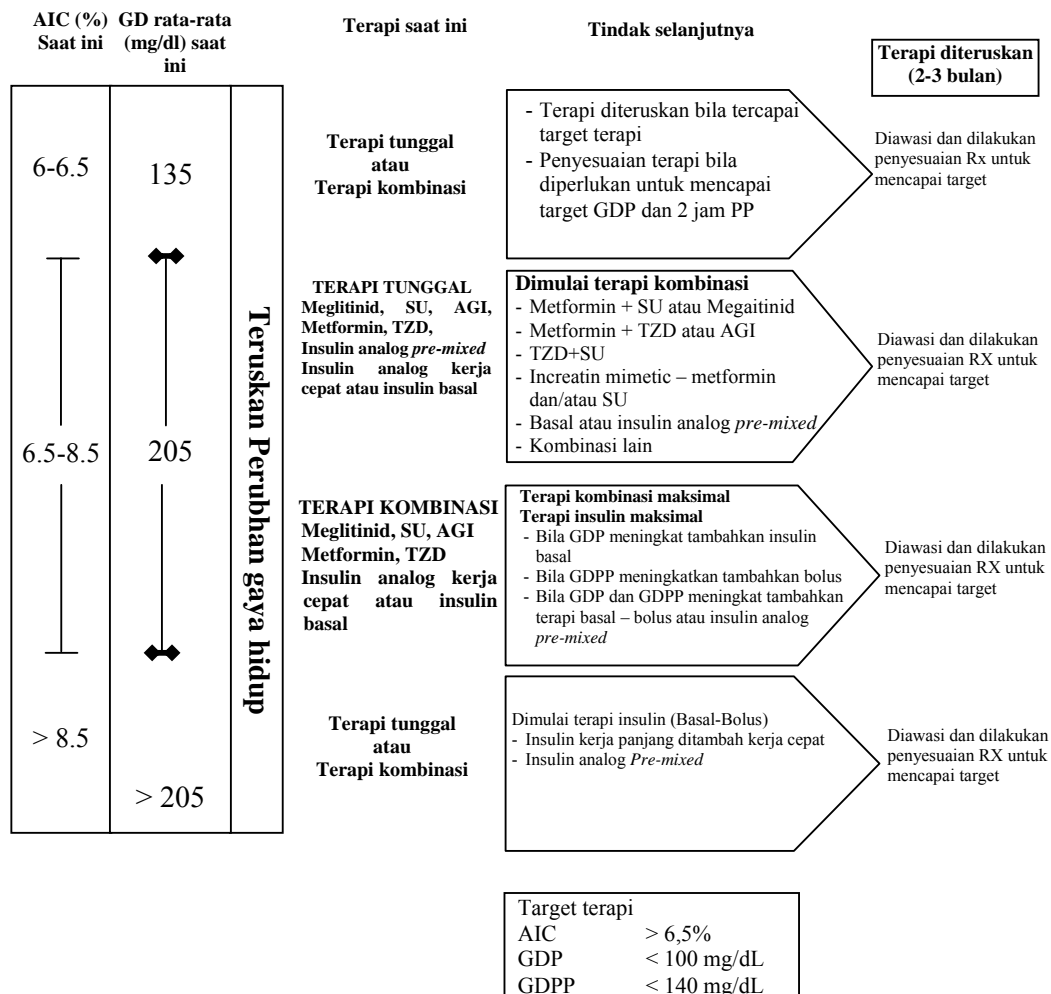 AIC (%)
Saat ini
GD rata-rata
(mg/dl) saat
ini
Terapi saat ini
Tindak selanjutnya
Terapi diteruskan
(2-3 bulan)
6-6.5
135
Terapi tunggal
atau
Terapi kombinasi
- Terapi diteruskan bila tercapai
target terapi
- Penyesuaian terapi bila
diperlukan untuk mencapai
target GDP dan 2 jam PP
Diawasi dan dilakukan
penyesuaian Rx untuk
mencapai target
Teruskan Perubhan gaya hidup
6.5-8.5
205
TERAPI TUNGGAL
Meglitinid, SU, AGI,
Metformin, TZD,
Insulin analog pre-mixed
Insulin analog kerja
cepat atau insulin basal
Dimulai terapi kombinasi
- Metformin + SU atau Megaitinid
- Metformin + TZD atau AGI
- TZD+SU
- Increatin mimetic – metformin
dan/atau SU
- Basal atau insulin analog pre-mixed
- Kombinasi lain
Diawasi dan dilakukan
penyesuaian RX untuk
mencapai target
TERAPI KOMBINASI
Meglitinid, SU, AGI
Metformin, TZD
Insulin analog kerja
cepat atau insulin
basal
Terapi kombinasi maksimal
Terapi insulin maksimal
- Bila GDP meningkat tambahkan insulin
basal
- Bila GDPP meningkatkan tambahkan bolus
- Bila GDP dan GDPP meningkat tambahkan
terapi basal – bolus atau insulin analog
pre-mixed
Diawasi dan dilakukan
penyesuaian RX untuk
mencapai target
> 8.5
> 205
Terapi tunggal
atau
Terapi kombinasi
Dimulai terapi insulin (Basal-Bolus)
- Insulin kerja panjang ditambah kerja cepat
- Insulin analog Pre-mixed
Diawasi dan dilakukan
penyesuaian RX untuk
mencapai target
Target terapi
AIC > 6,5%
GDP < 100 mg/dL
GDPP < 140 mg/dL